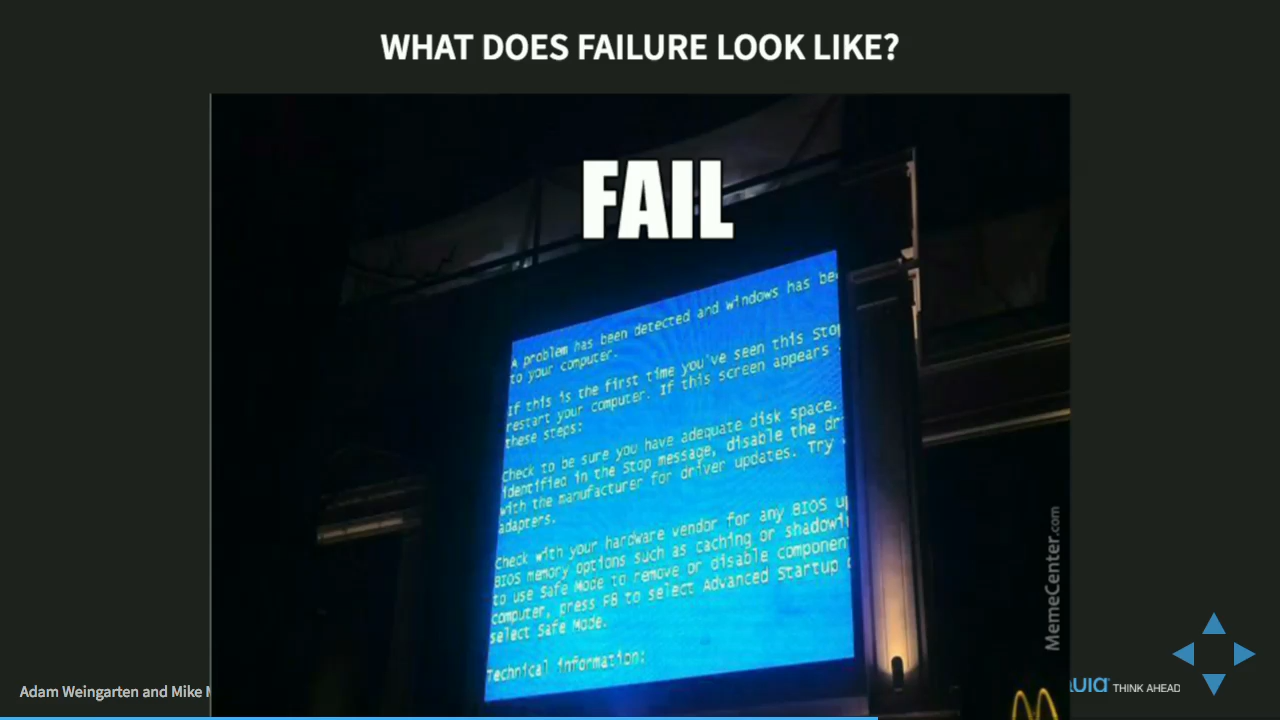 WHAT DOES FAILURE LOOK LIKE?
FAIL
A problem has been detected and windows has be
to your computer.
If this is the first time you've seen this Stop
restart your computer. If this screen appears
these steps:
Check to be sure you have adequate disk space.
identified in the Stop message, disable the dr
with the manufacturer for driver updates. Try
adapters.
Check with your hardware vendor for any BIOS up
BIOS memory options such as caching or shadowi
to use Safe Mode to remove or disable componen
computer, press F8 to select Advanced Startup
select Safe Mode.
Technical information:
MemeCenter.com
Adam Weingarten and Mike
THINK AHEAD